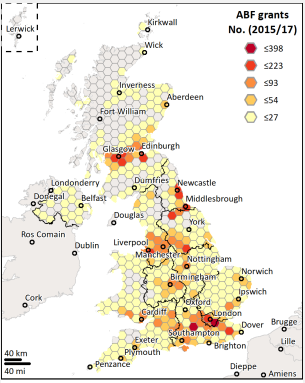 ABF grants
No. (2015/17)
≤398
≤223
≤93
≤54
≤27
Kirkwall
Lerwick
Wick
Inverness
Aberdeen
Fort William
Glasgow
Edinburgh
Dumfries
Newcastle
Londonderry
Donegal
Belfast
Middlesbrough
Douglas
York
Ros Comain
Dublin
Liverpool
Manchester
Nottingham
Norwich
Birmingham
Ipswich
Cork
Oxford
Cardiff
London
Dover
Southampton
Brugge
Exeter
Brighton
Lille
Plymouth
Penzance
Dieppe
Amiens
40 km
40 mi